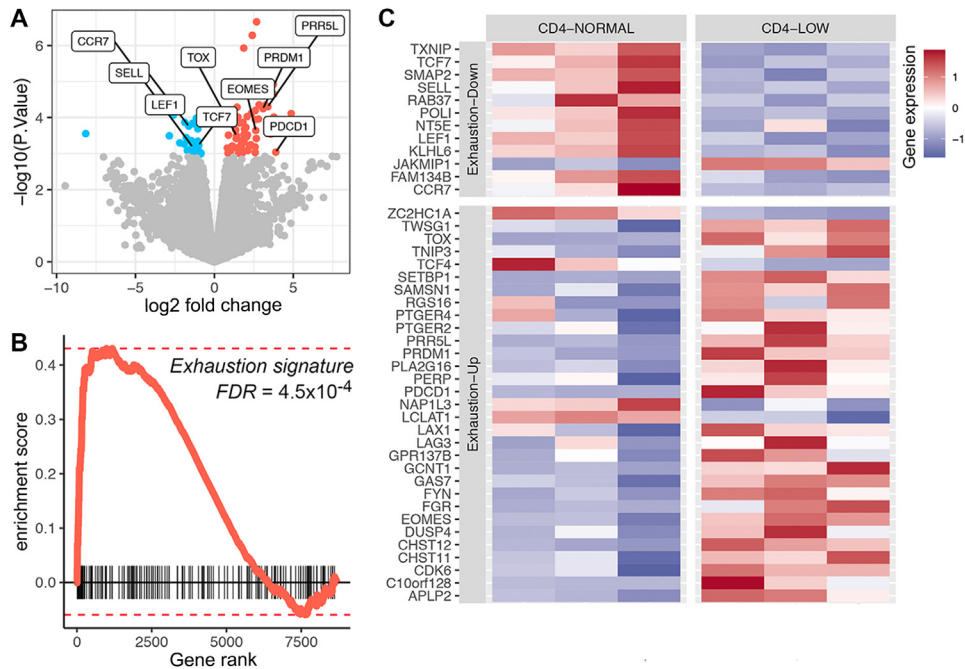 A
CCR7
PRR5L
SELL
TOX
PRDM1
LEF1
EOMES
TCF7
PDCD1
6
4
2
0
−10
−5
0
5
−log10(P.Value)
log2 fold change
B
Exhaustion signature
FDR = 4.5x10-4
0.4
0.3
0.2
0.1
0.0
0
2500
5000
7500
enrichment score
Gene rank
C
CD4−NORMAL
CD4−LOW
Exhaustion−Down
TXNIP
TCF7
SMAP2
SELL
RAB37
POLI
NT5E
LEF1
KLHL6
JAKMIP1
FAM134B
CCR7
Exhaustion−Up
ZC2HC1A
TWSG1
TOX
TNIP3
TCF4
SETBP1
SAMSN1
RGS16
PTGER4
PTGER2
PRR5L
PRDM1
PLA2G16
PERP
PDCD1
NAP1L3
LCLAT1
LAX1
LAG3
GPR137B
GCNT1
GAS7
FYN
FGR
EOMES
DUSP4
CHST12
CHST11
CDK6
C10orf128
APLP2
Gene expression
2
1
0
−1